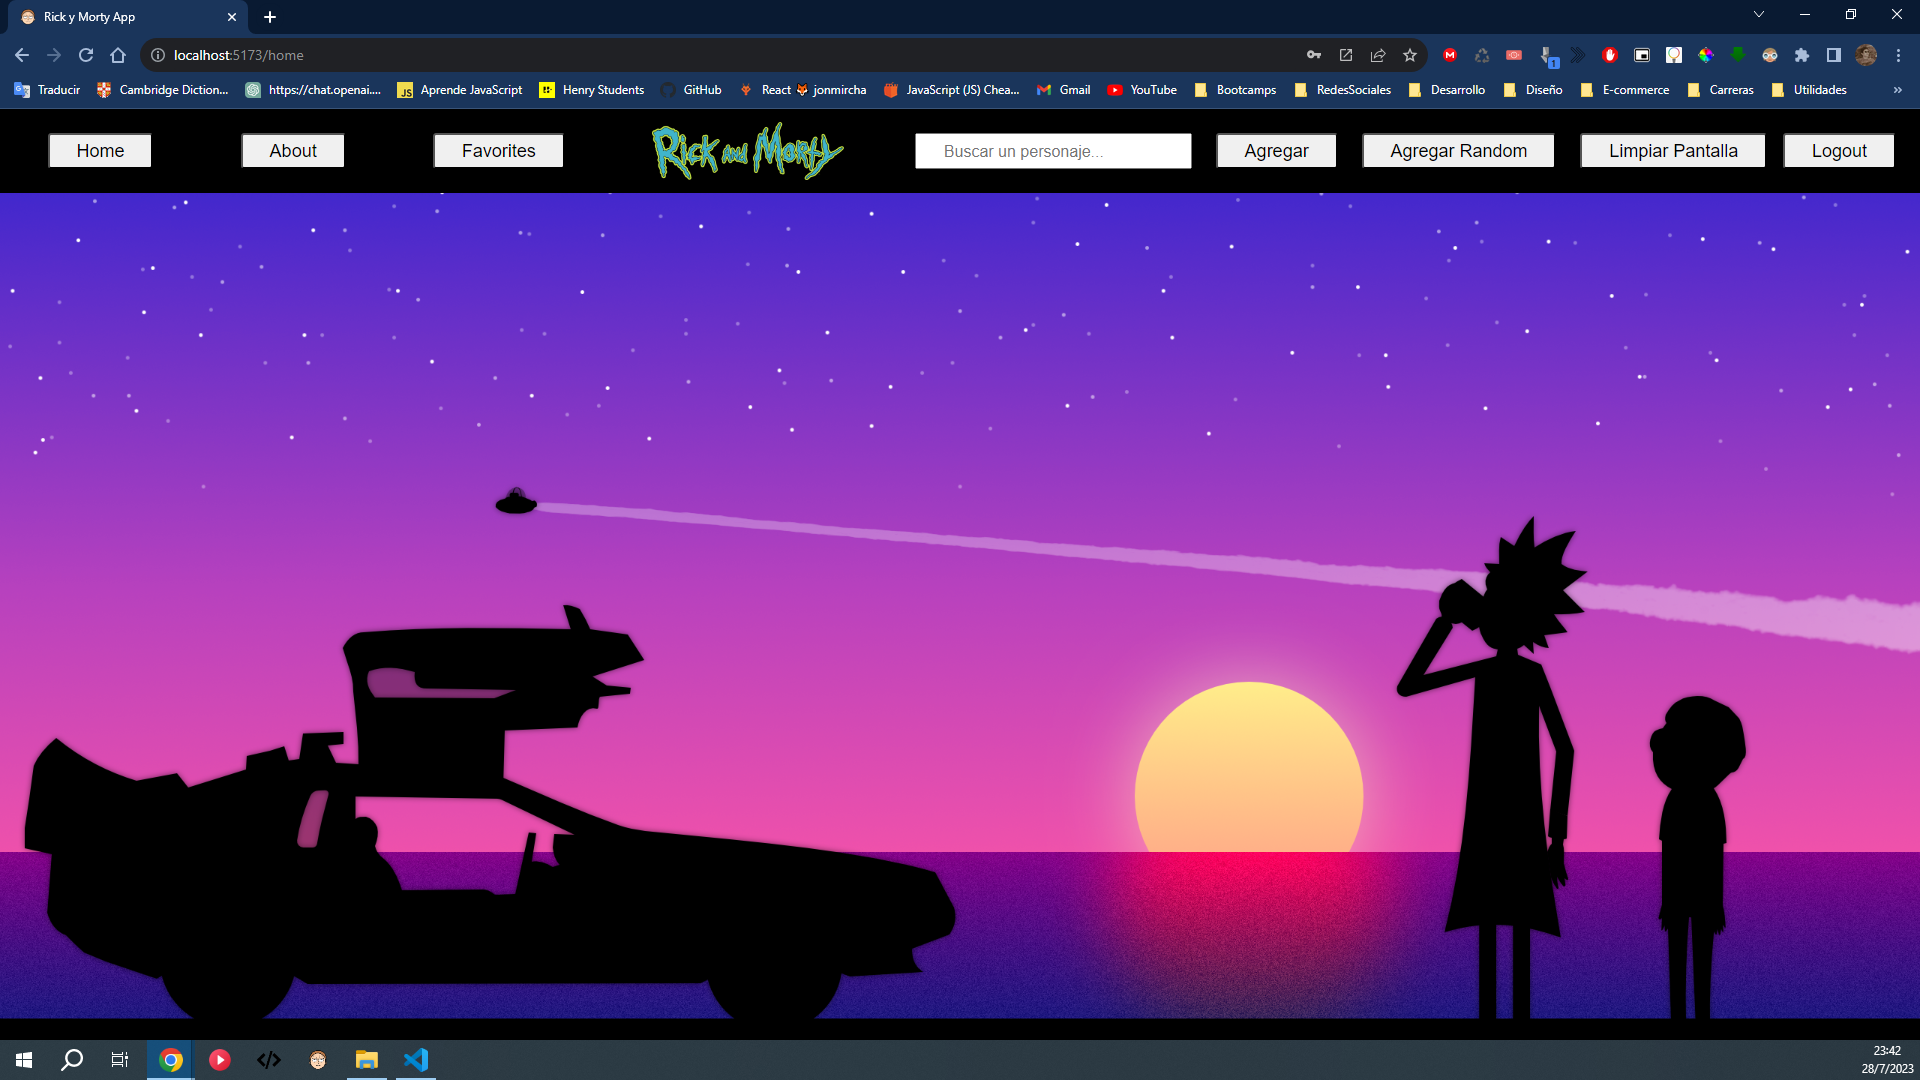 Rick y Morty App
localhost:5173/home
1
Traducir
Cambridge Diction...
https://chat.openai....
JS
Aprende JavaScript
Henry Students
GitHub
React
jonmircha
JavaScript (JS) Chea...
Gmail
YouTube
Bootcamps
RedesSociales
Desarrollo
Diseño
E-commerce
Carreras
Utilidades
»
Home
About
Favorites
Rick and Morty
Buscar un personaje...
Agregar
Agregar Random
Limpiar Pantalla
Logout
23:42
28/7/2023